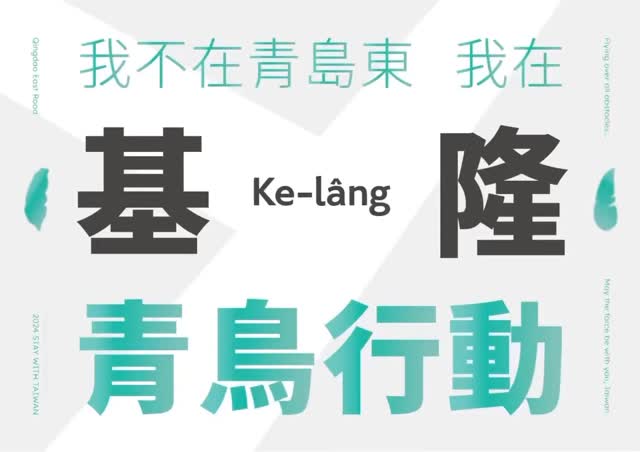 我不在青島東 我在
基 Ke-lâng 隆
青鳥行動
Qingdao East Road
2024 STAY WITH TAIWAN
Flying over all obstacles...
May the force be with you, Taiwan